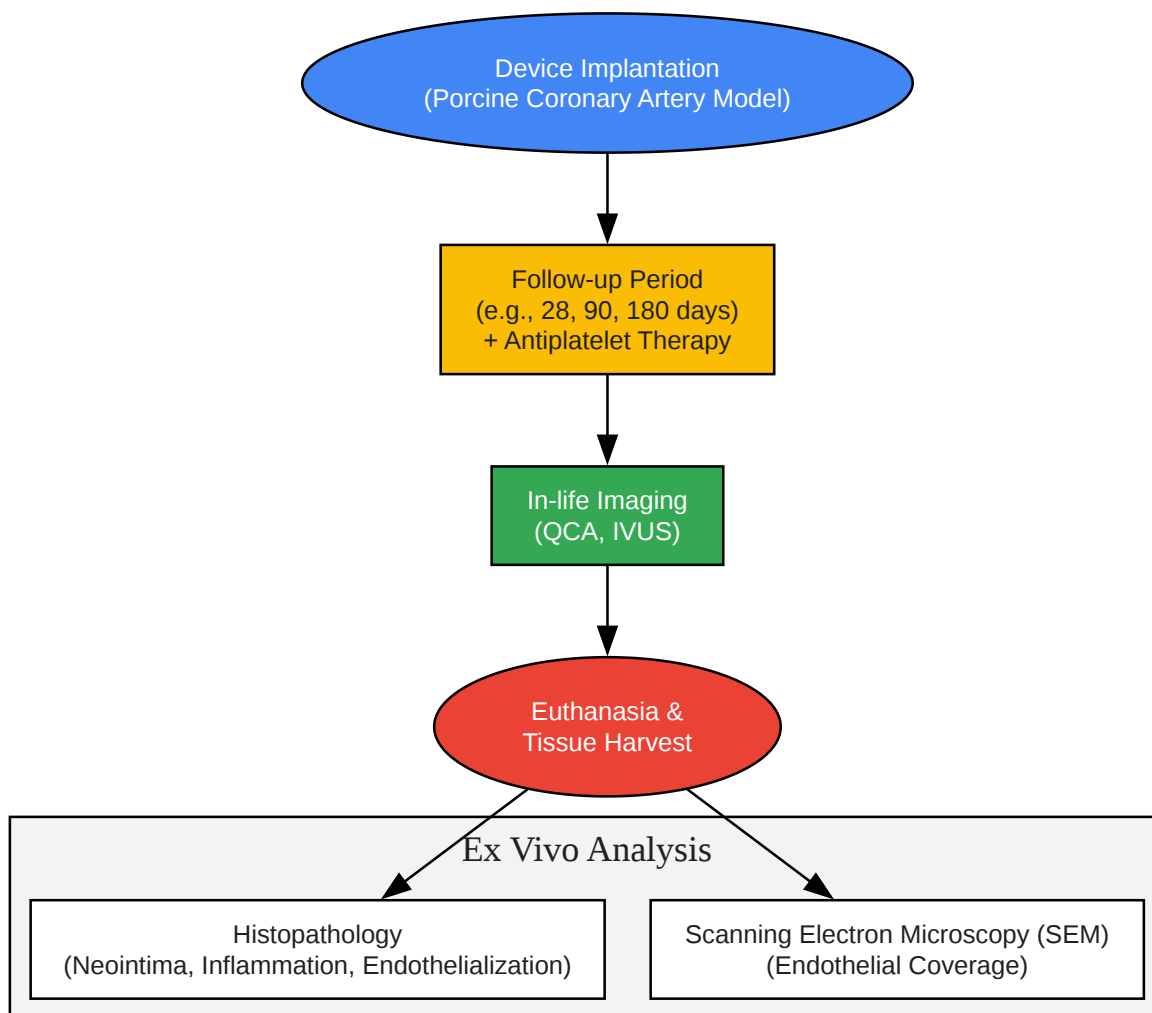 Device Implantation
(Porcine Coronary Artery Model)
Follow-up Period
(e.g., 28, 90, 180 days)
+ Antiplatelet Therapy
In-life Imaging
(QCA, IVUS)
Euthanasia &
Tissue Harvest
Ex Vivo Analysis
Histopathology
(Neointima, Inflammation, Endothelialization)
Scanning Electron Microscopy (SEM)
(Endothelial Coverage)